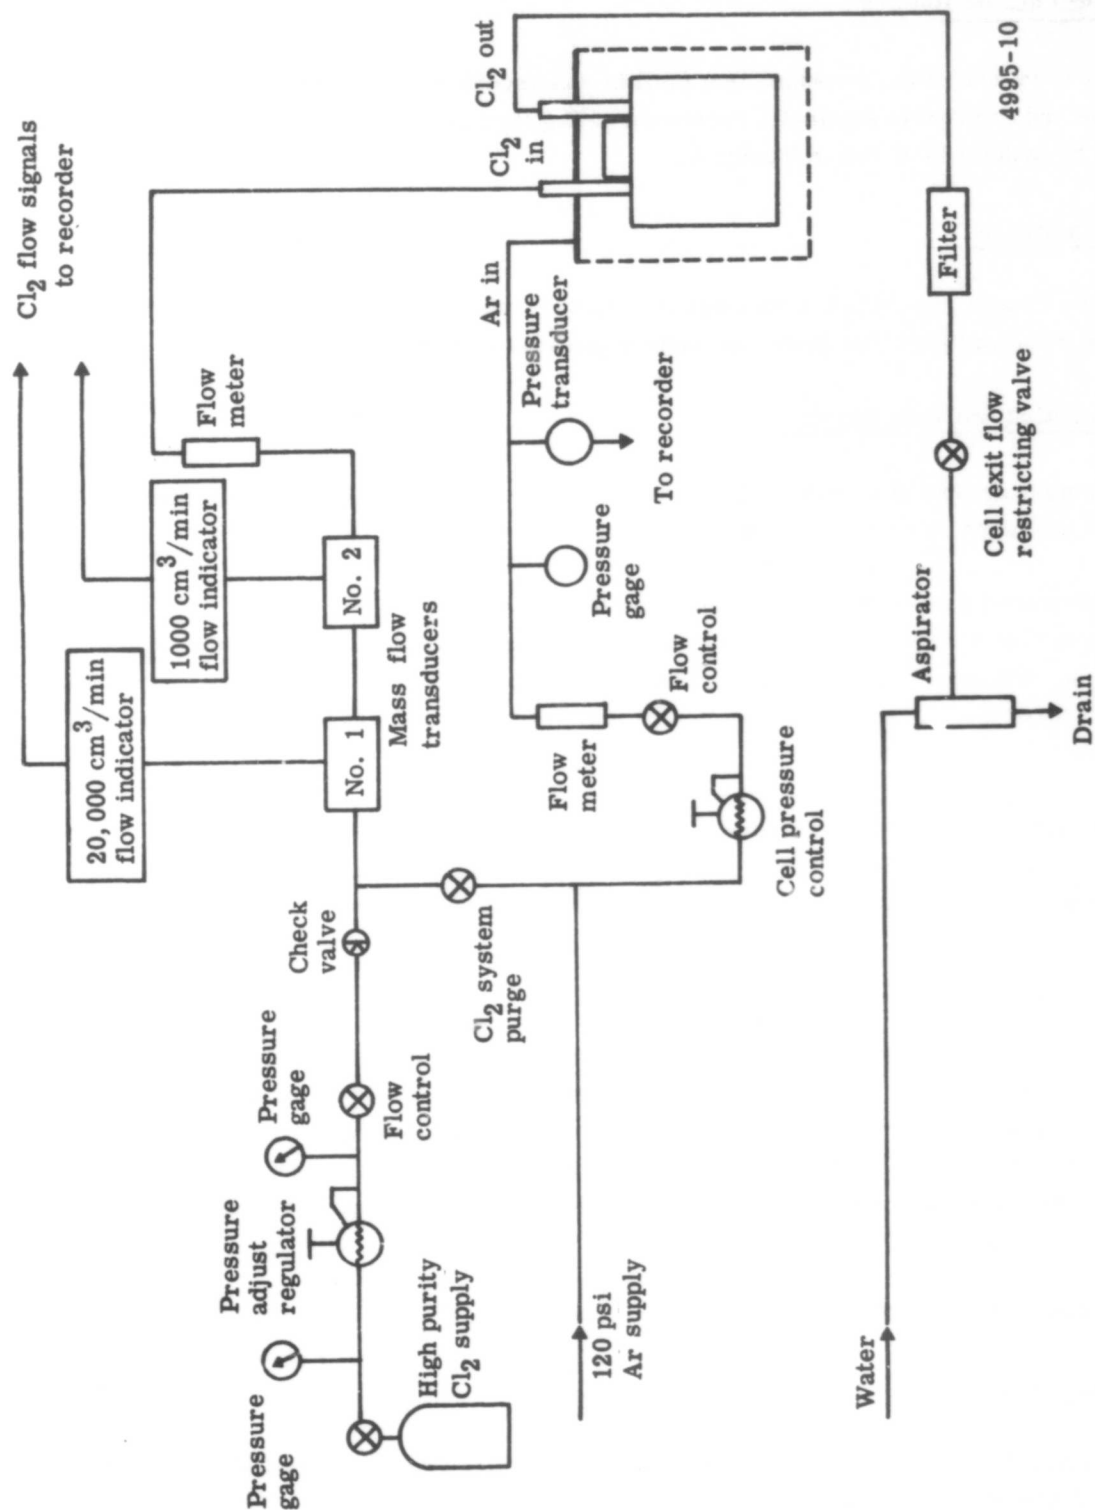 Cl2 flow signals
to recorder
20,000 cm3/min
flow indicator
1000 cm3/min
flow indicator
Flow
meter
Cl2 out
Cl2
in
Pressure
gage
Pressure
adjust
regulator
Pressure
gage
Check
valve
No. 1
No. 2
Mass flow
transducers
Ar in
Pressure
transducer
High purity
Cl2 supply
Flow
control
Cl2 system
purge
Flow
meter
Flow
control
Pressure
gage
To recorder
120 psi
Ar supply
Cell pressure
control
Water
Aspirator
Cell exit flow
restricting valve
Filter
Drain
4995-10